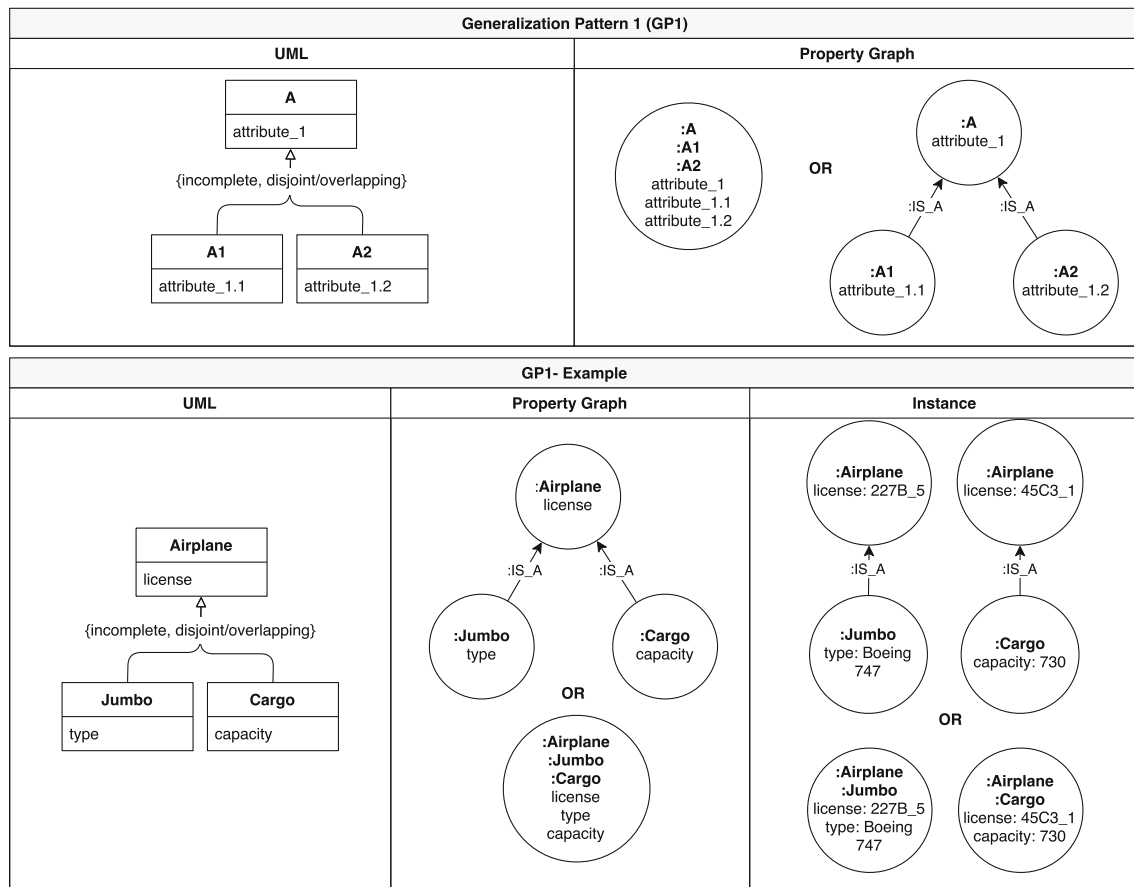 Generalization Pattern 1 (GP1)
UML
Property Graph
A
attribute_1
{incomplete, disjoint/overlapping}
A1
attribute_1.1
A2
attribute_1.2
:A
:A1
:A2
attribute_1
attribute_1.1
attribute_1.2
OR
:A
attribute_1
:IS_A
:IS_A
:A1
attribute_1.1
:A2
attribute_1.2
GP1- Example
UML
Property Graph
Instance
Airplane
license
{incomplete, disjoint/overlapping}
Jumbo
type
Cargo
capacity
:Airplane
license
:IS_A
:IS_A
:Jumbo
type
:Cargo
capacity
OR
:Airplane
:Jumbo
:Cargo
license
type
capacity
:Airplane
license: 227B_5
:Airplane
license: 45C3_1
:IS_A
:IS_A
:Jumbo
type: Boeing
747
:Cargo
capacity: 730
OR
:Airplane
:Jumbo
license: 227B_5
type: Boeing
747
:Airplane
:Cargo
license: 45C3_1
capacity: 730